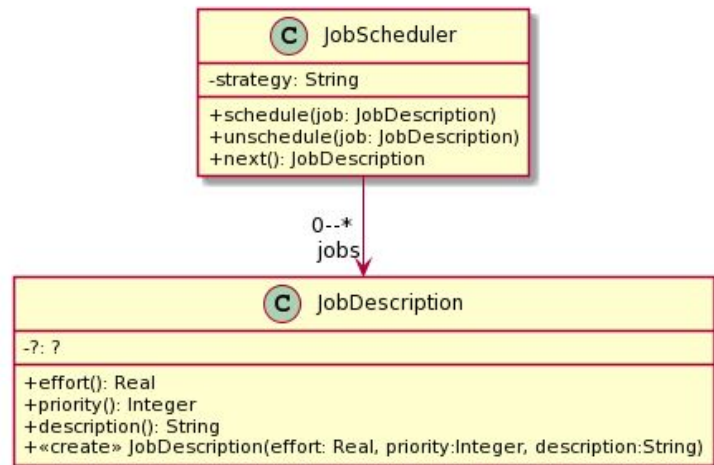 C JobScheduler
-strategy: String
+schedule(job: JobDescription)
+unschedule(job: JobDescription)
+next(): JobDescription
0--*
jobs
C JobDescription
-?: ?
+effort(): Real
+priority(): Integer
+description(): String
+«create» JobDescription(effort: Real, priority:Integer, description:String)